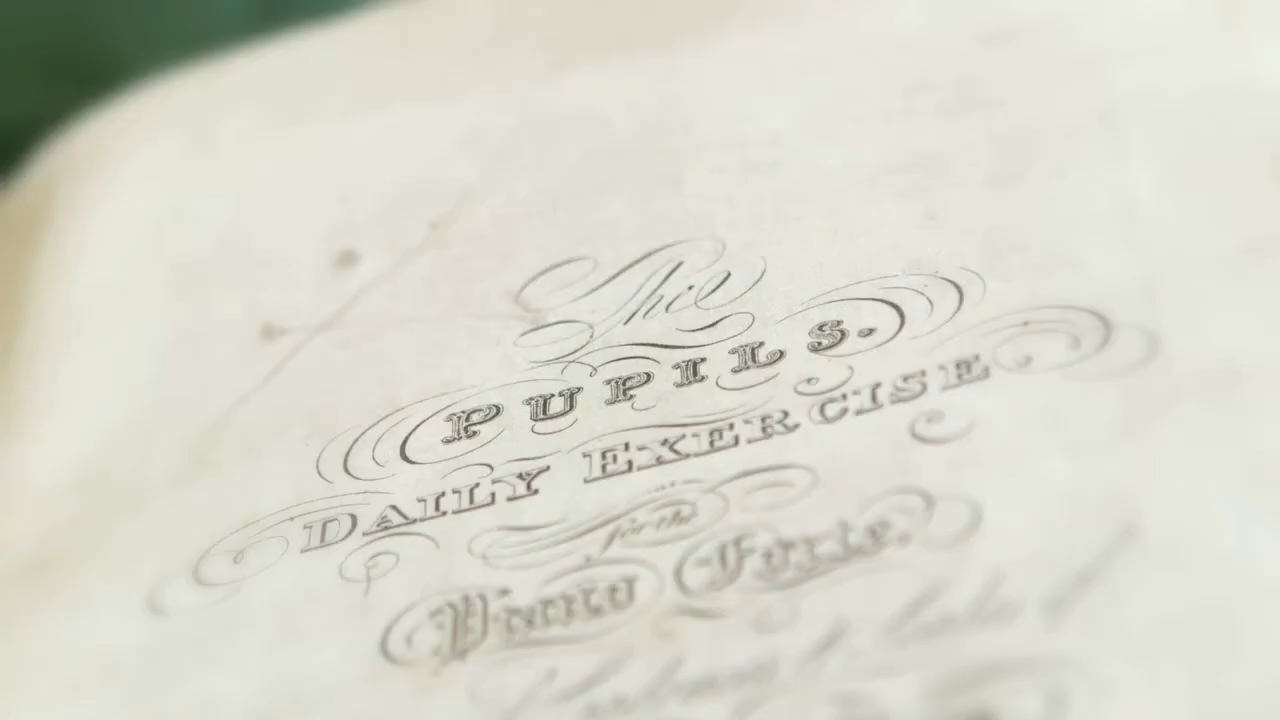 The
PUPILS.
DAILY EXERCISE
for the
Piano Forte.